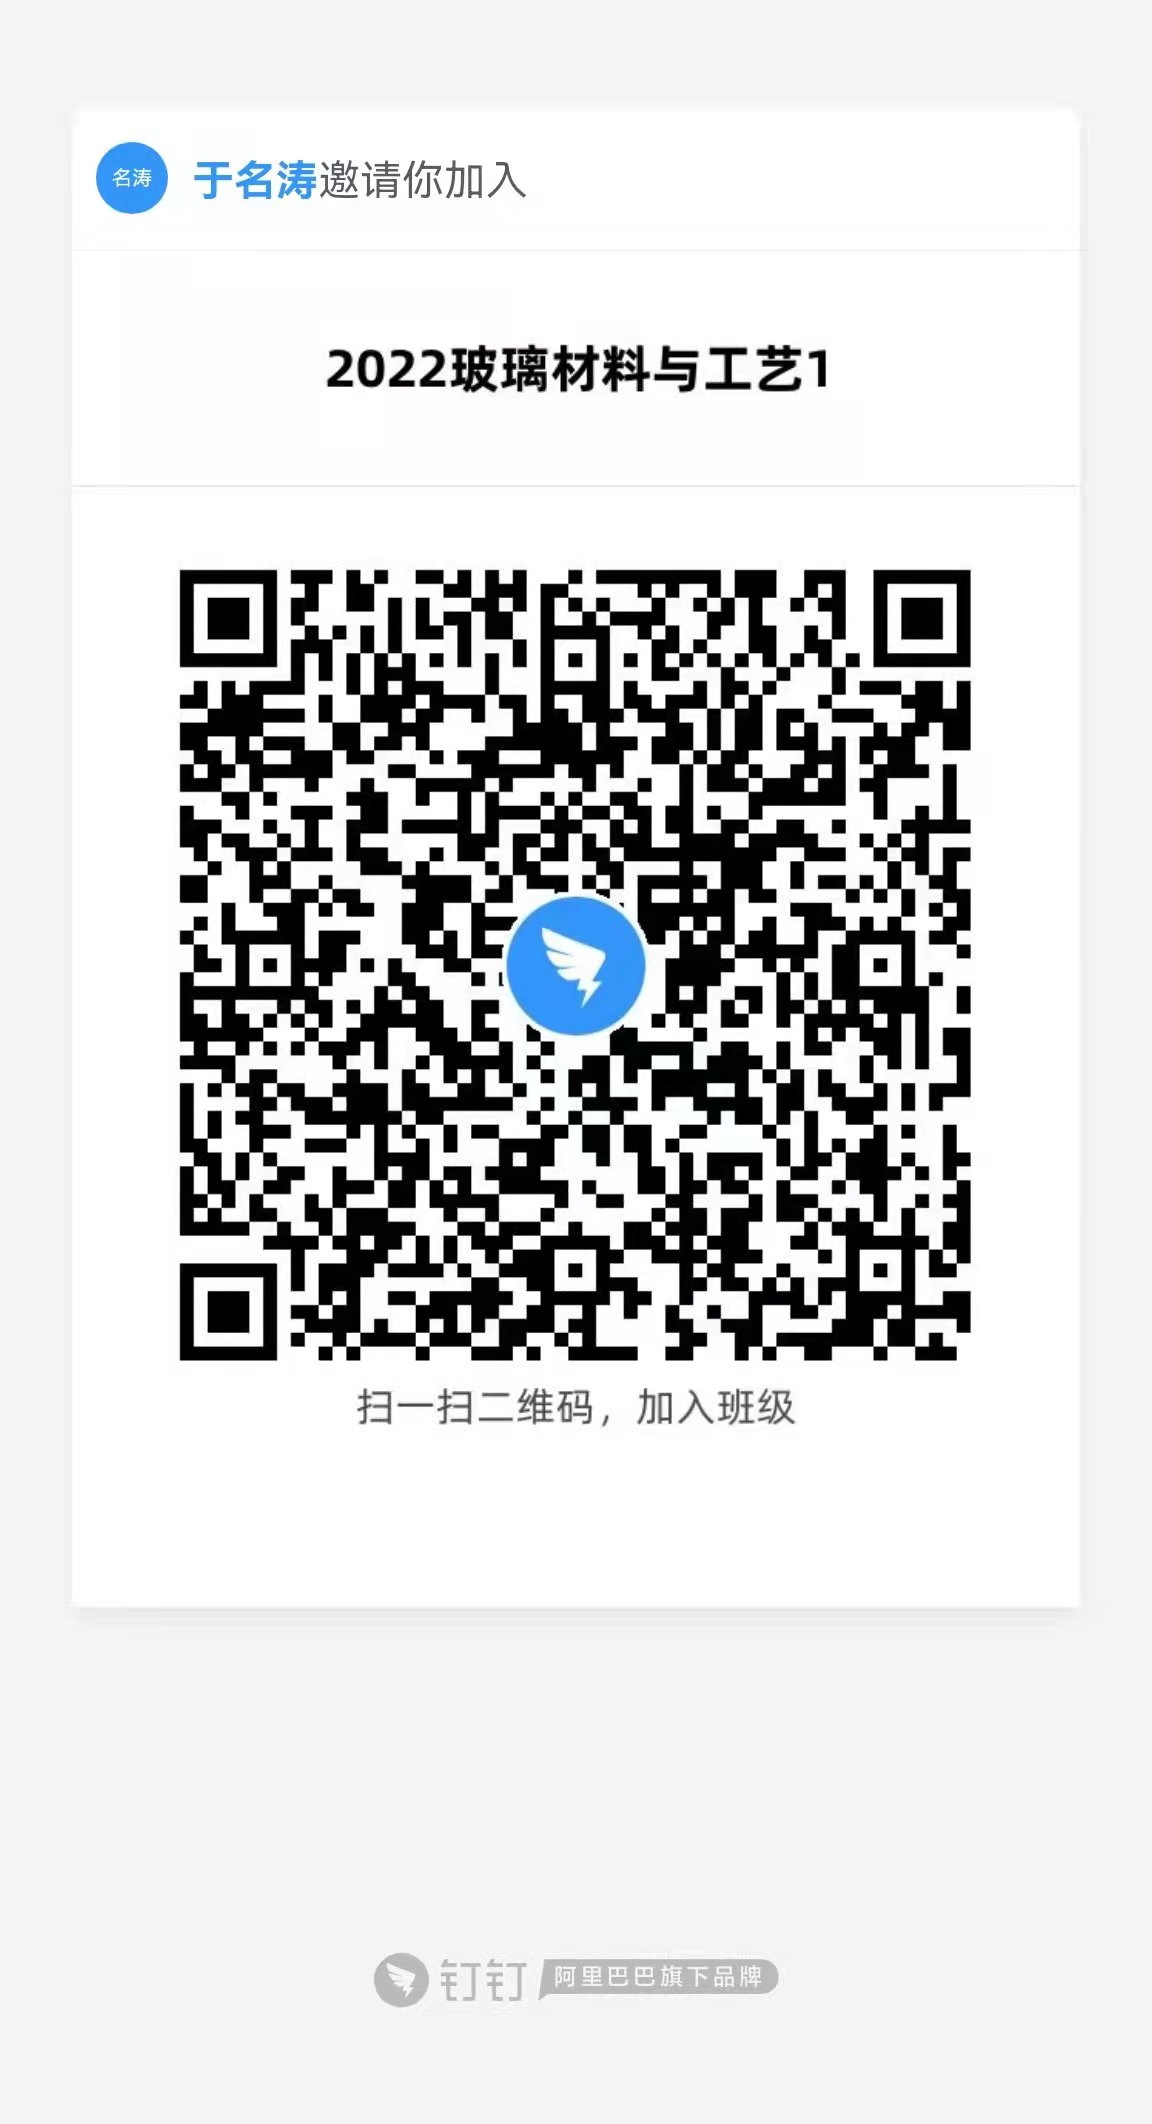 名涛
于名涛邀请你加入
2022玻璃材料与工艺1
扫一扫二维码，加入班级
钉钉 阿里巴巴旗下品牌